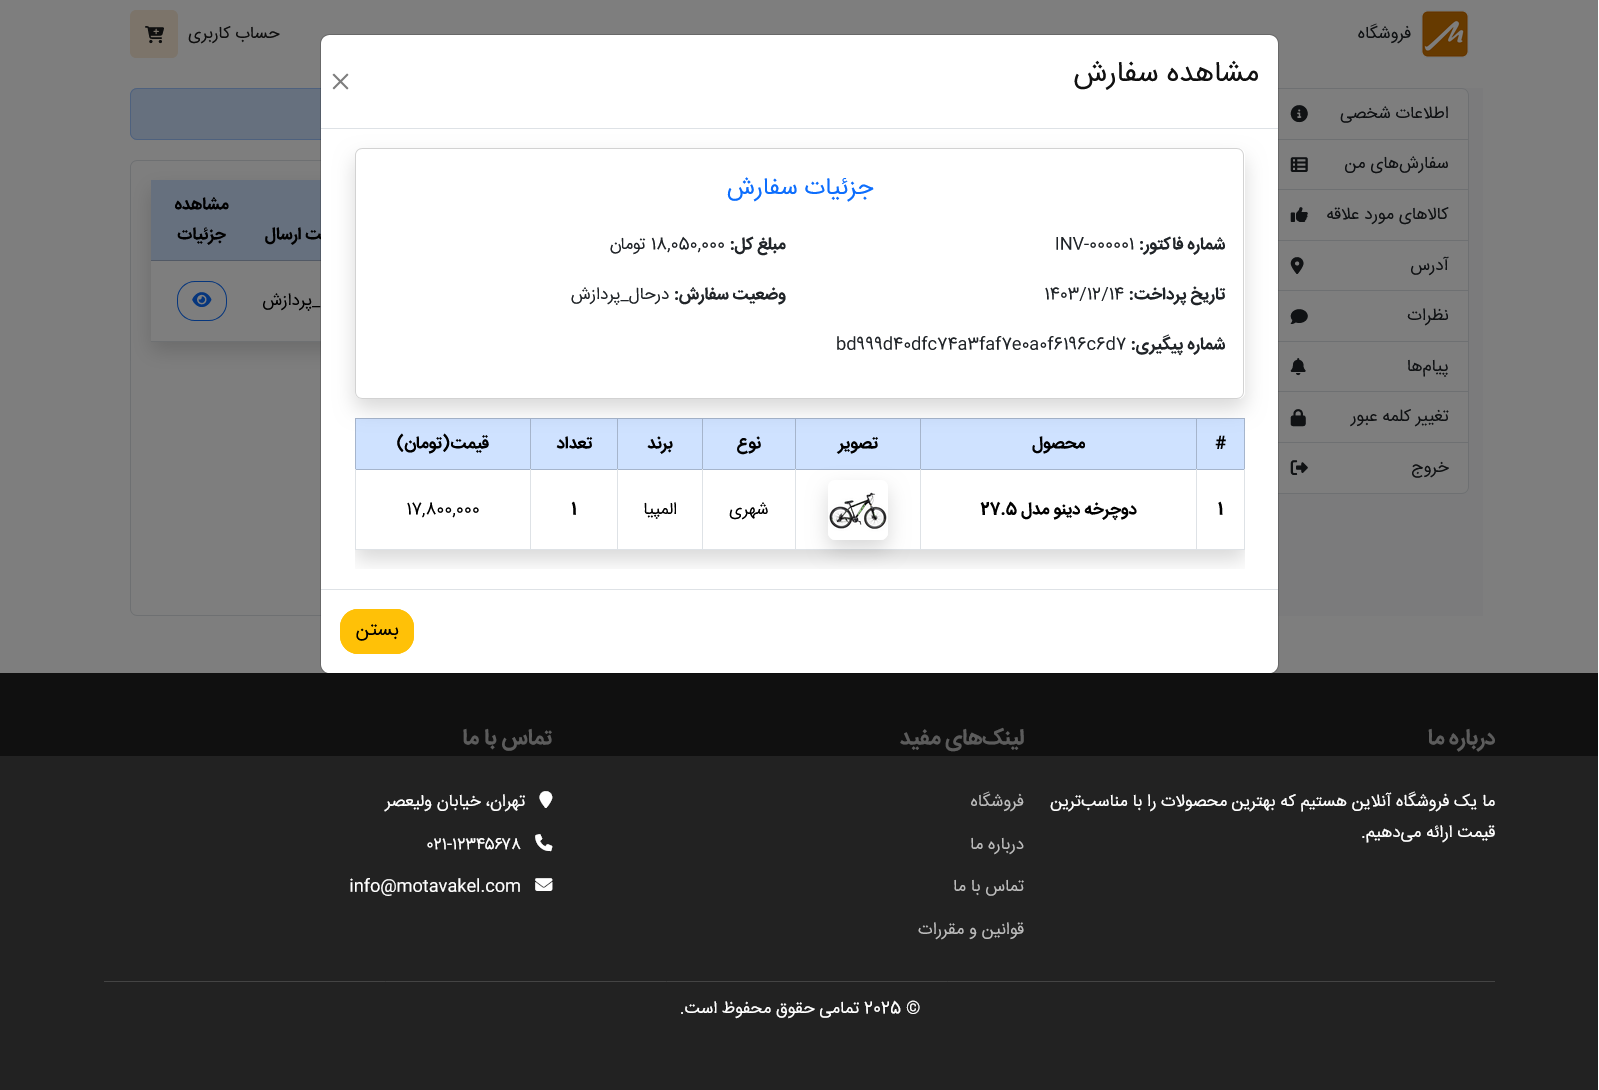 فروشگاه
حساب کاربری
مشاهده سفارش
اطلاعات شخصی
سفارش‌های من
کالاهای مورد علاقه
آدرس
نظرات
پیام‌ها
تغییر کلمه عبور
خروج
مشاهده جزئیات
ت ارسال
_پردازش
جزئیات سفارش
شماره فاکتور: INV-۰۰۰۰۰۱
مبلغ کل: ۱۸,۰۵۰,۰۰۰ تومان
تاریخ پرداخت: ۱۴۰۳/۱۲/۱۴
وضعیت سفارش: درحال_پردازش
شماره پیگیری: bd۹۹۹d۴۰dfc۷۴a۳faf۷e۰a۰f۶۱۹۶c۶d۷
# محصول تصویر نوع برند تعداد قیمت(تومان)
۱ دوچرخه دینو مدل ۲۷.۵ شهری المپیا ۱ ۱۷,۸۰۰,۰۰۰
بستن
درباره ما
ما یک فروشگاه آنلاین هستیم که بهترین محصولات را با مناسب‌ترین
قیمت ارائه می‌دهیم.
لینک‌های مفید
فروشگاه
درباره ما
تماس با ما
قوانین و مقررات
تماس با ما
تهران، خیابان ولیعصر
۰۲۱-۱۲۳۴۵۶۷۸
info@motavakel.com
© ۲۰۲۵ تمامی حقوق محفوظ است.